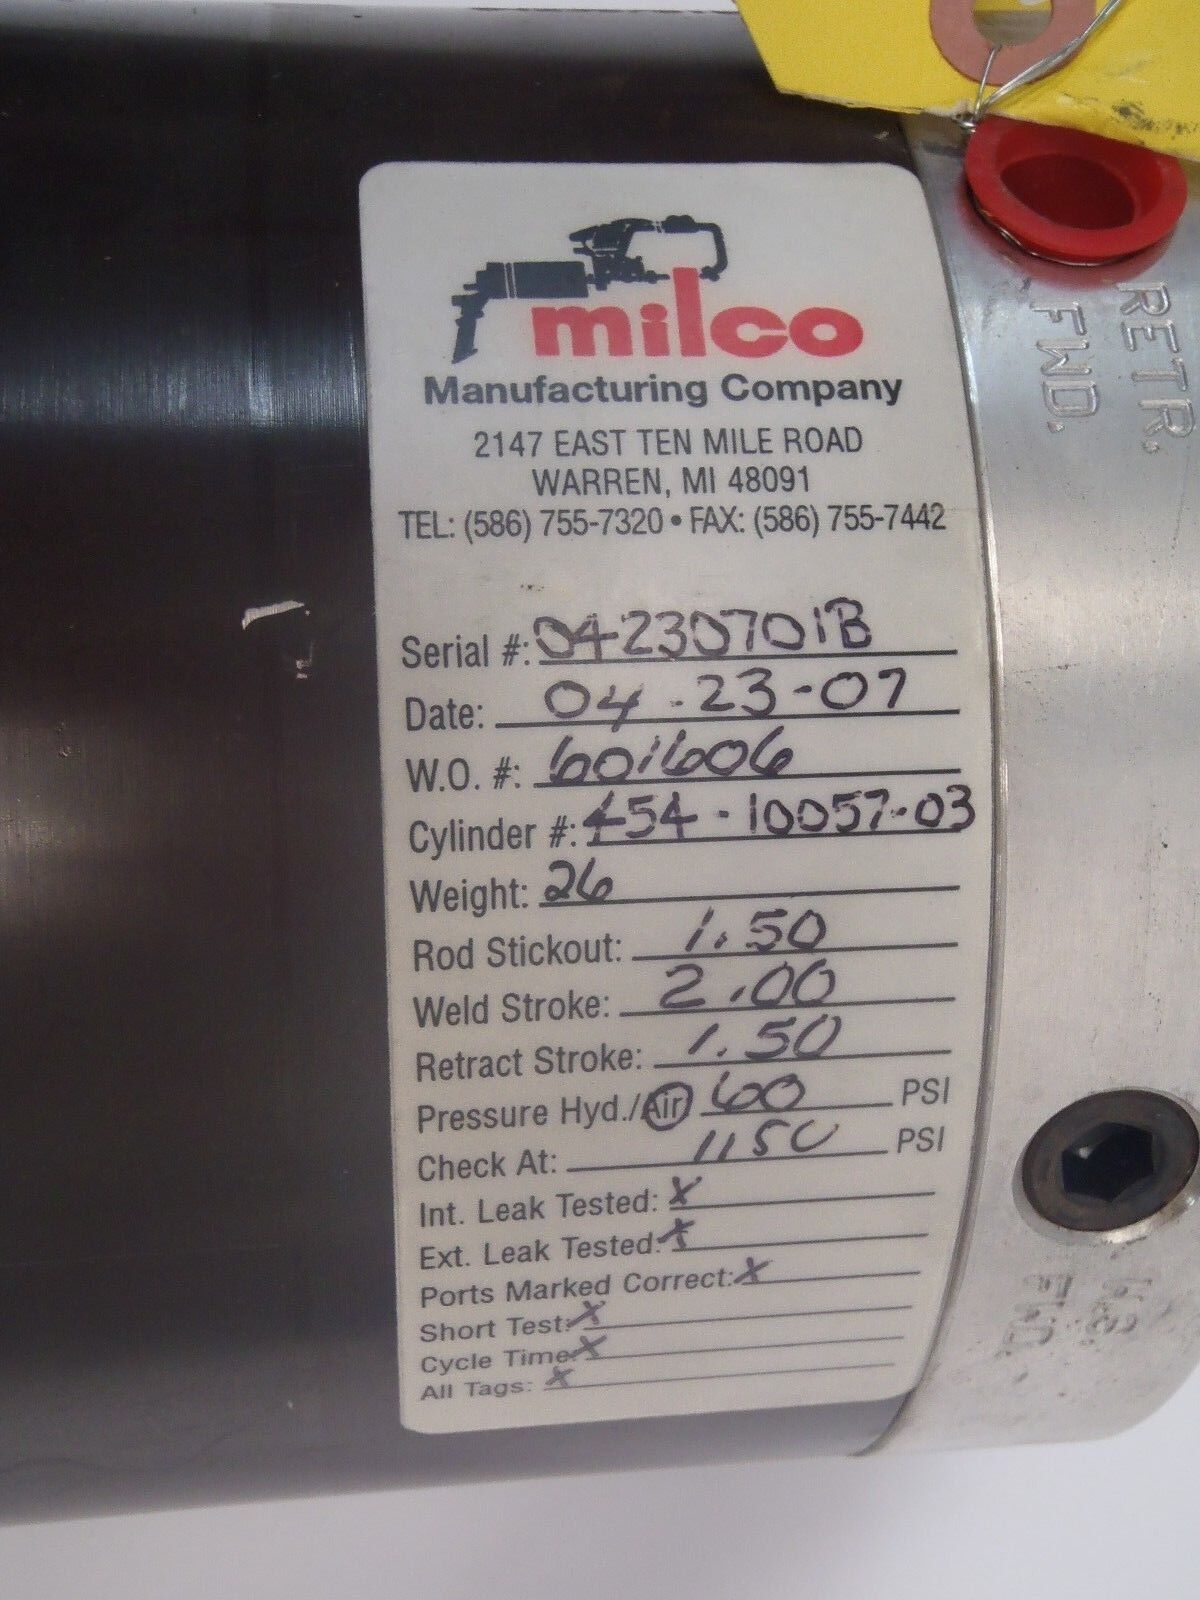 milco
Manufacturing Company
2147 EAST TEN MILE ROAD
WARREN, MI 48091
TEL: (586) 755-7320 • FAX: (586) 755-7442
Serial #: 04230701B
Date: 04-23-07
W.O. #: 601606
Cylinder #: 454-10057-03
Weight: 26
Rod Stickout: 1.50
Weld Stroke: 2.00
Retract Stroke: 1.50
Pressure Hyd./Air 60 PSI
Check At: 1150 PSI
Int. Leak Tested: X
Ext. Leak Tested: X
Ports Marked Correct: X
Short Test: X
Cycle Time: X
All Tags: X
RETR.
FWD.